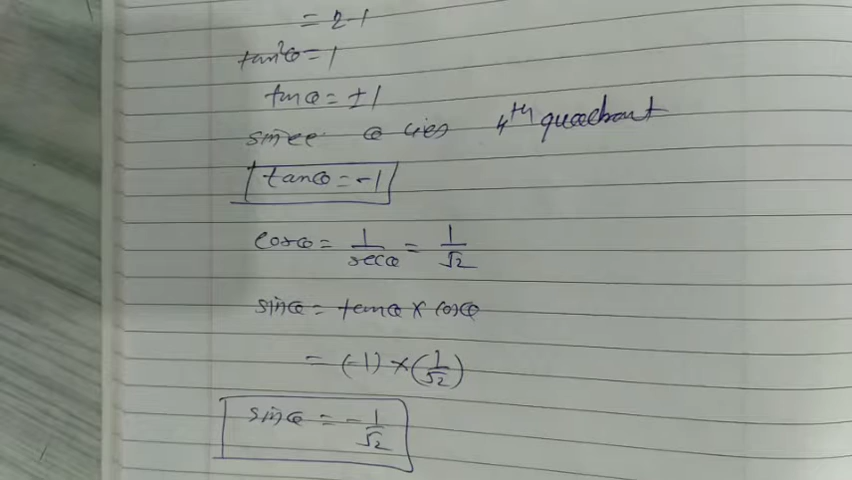 = 2-1
tan²θ = 1
tanθ = ±1
since θ lies 4th quadrant
tanθ = -1
cosθ = 1/secθ = 1/√2
sinθ = tanθ × cosθ
= (-1) × (1/√2)
sinθ = - 1/√2